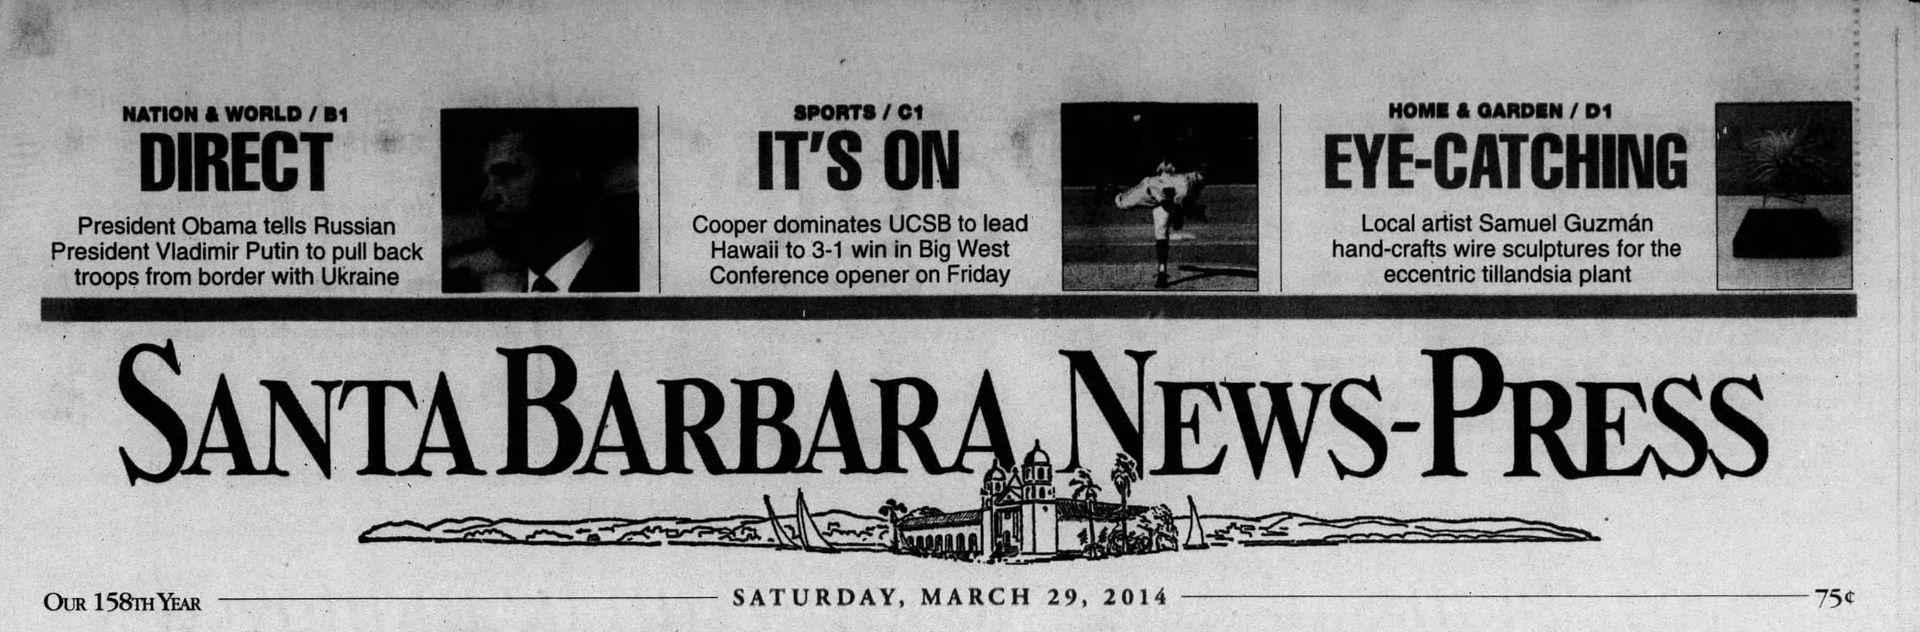 NATION & WORLD / B1
DIRECT
President Obama tells Russian
President Vladimir Putin to pull back
troops from border with Ukraine
SPORTS / C1
IT'S ON
Cooper dominates UCSB to lead
Hawaii to 3-1 win in Big West
Conference opener on Friday
HOME & GARDEN / D1
EYE-CATCHING
Local artist Samuel Guzmán
hand-crafts wire sculptures for the
eccentric tillandsia plant
SANTA BARBARA NEWS-PRESS
OUR 158TH YEAR
SATURDAY, MARCH 29, 2014
75¢